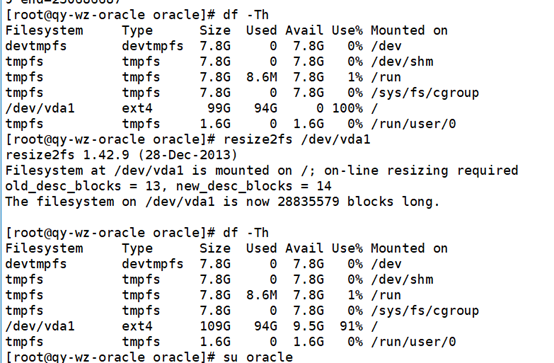 [root@qy-wz-oracle oracle]# df -Th
Filesystem     Type      Size  Used Avail Use% Mounted on
devtmpfs       devtmpfs  7.8G     0  7.8G   0% /dev
tmpfs          tmpfs     7.8G     0  7.8G   0% /dev/shm
tmpfs          tmpfs     7.8G  8.6M  7.8G   1% /run
tmpfs          tmpfs     7.8G     0  7.8G   0% /sys/fs/cgroup
/dev/vda1      ext4       99G   94G     0 100% /
tmpfs          tmpfs     1.6G     0  1.6G   0% /run/user/0
[root@qy-wz-oracle oracle]# resize2fs /dev/vda1
resize2fs 1.42.9 (28-Dec-2013)
Filesystem at /dev/vda1 is mounted on /; on-line resizing required
old_desc_blocks = 13, new_desc_blocks = 14
The filesystem on /dev/vda1 is now 28835579 blocks long.

[root@qy-wz-oracle oracle]# df -Th
Filesystem     Type      Size  Used Avail Use% Mounted on
devtmpfs       devtmpfs  7.8G     0  7.8G   0% /dev
tmpfs          tmpfs     7.8G     0  7.8G   0% /dev/shm
tmpfs          tmpfs     7.8G  8.6M  7.8G   1% /run
tmpfs          tmpfs     7.8G     0  7.8G   0% /sys/fs/cgroup
/dev/vda1      ext4      109G   94G  9.5G  91% /
tmpfs          tmpfs     1.6G     0  1.6G   0% /run/user/0
[root@qy-wz-oracle oracle]# su oracle